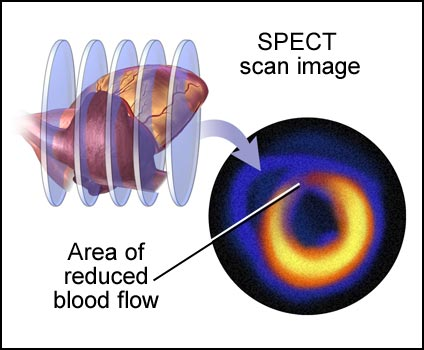 SPECT
scan image
Area of
reduced
blood flow